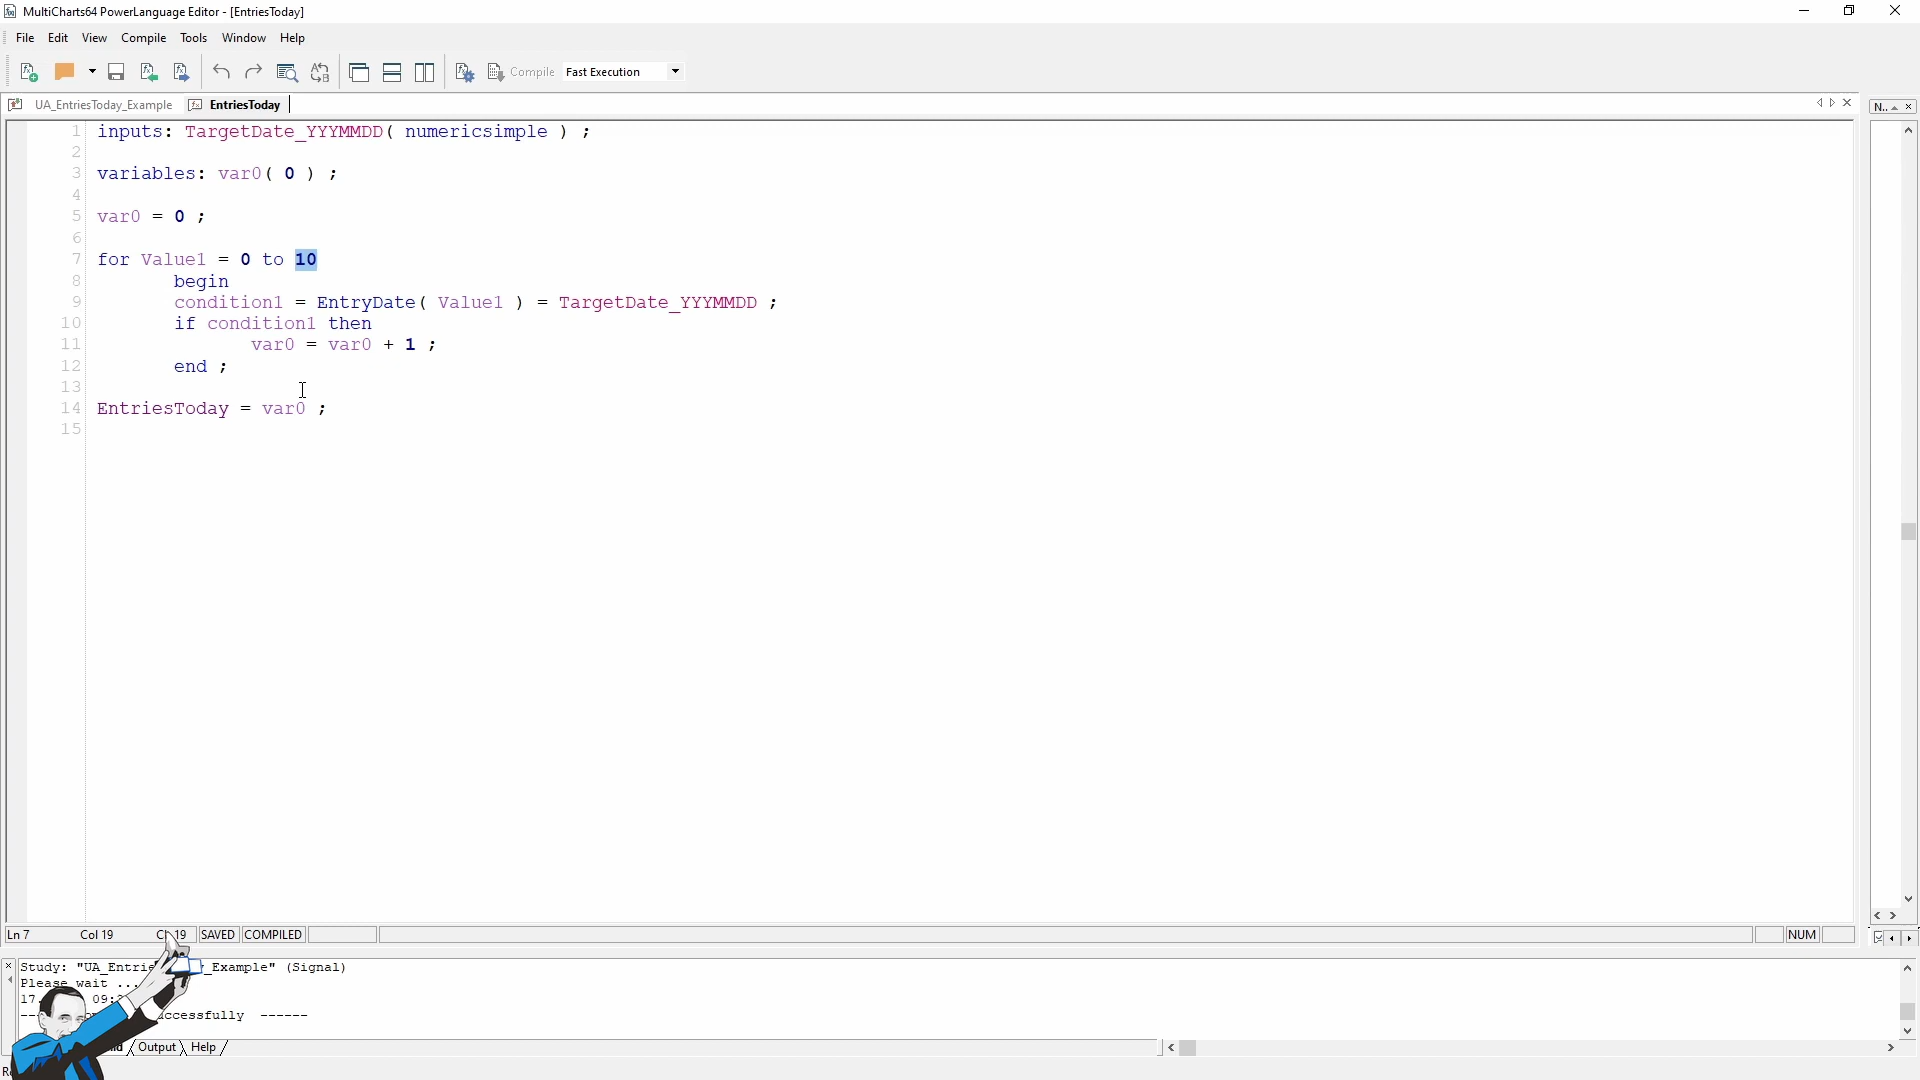 MultiCharts64 PowerLanguage Editor - [EntriesToday]
File Edit View Compile Tools Window Help
Compile Fast Execution
UA_EntriesToday_Example EntriesToday
N..
1 inputs: TargetDate_YYYMMDD( numericsimple ) ;
2
3 variables: var0( 0 ) ;
4
5 var0 = 0 ;
6
7 for Value1 = 0 to 10
8 begin
9 condition1 = EntryDate( Value1 ) = TargetDate_YYYMMDD ;
10 if condition1 then
11 var0 = var0 + 1 ;
12 end ;
13
14 EntriesToday = var0 ;
15
Ln 7 Col 19 19 SAVED COMPILED NUM
Study: "UA_Entrie _Example" (Signal)
Please wait ...
17. 09:
ccessfully ------
Output Help